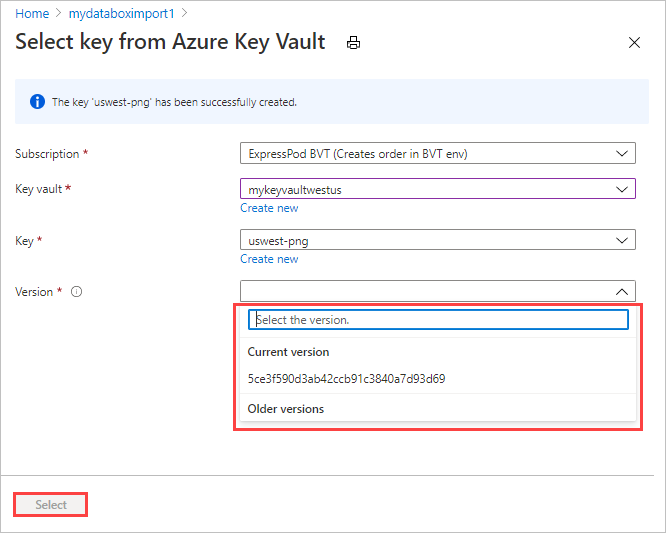 Home > mydataboximport1 >
Select key from Azure Key Vault
The key 'uswest-png' has been successfully created.
Subscription * ExpressPod BVT (Creates order in BVT env)
Key vault * mykeyvaultwestus
Create new
Key * uswest-png
Create new
Version *
Select the version.
Current version
5ce3f590d3ab42ccb91c3840a7d93d69
Older versions
Select